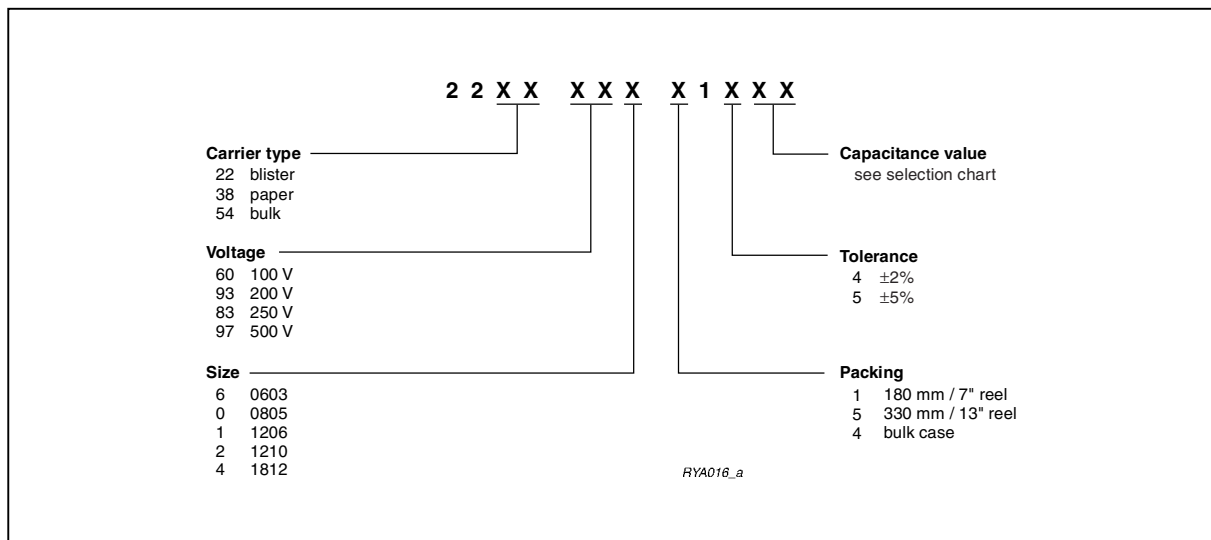 2 2 X X X X X X 1 X X X
Carrier type
22 blister
38 paper
54 bulk
Voltage
60 100 V
93 200 V
83 250 V
97 500 V
Size
6 0603
0 0805
1 1206
2 1210
4 1812
Capacitance value
see selection chart
Tolerance
4 ±2%
5 ±5%
Packing
1 180 mm / 7" reel
5 330 mm / 13" reel
4 bulk case
RYA016_a